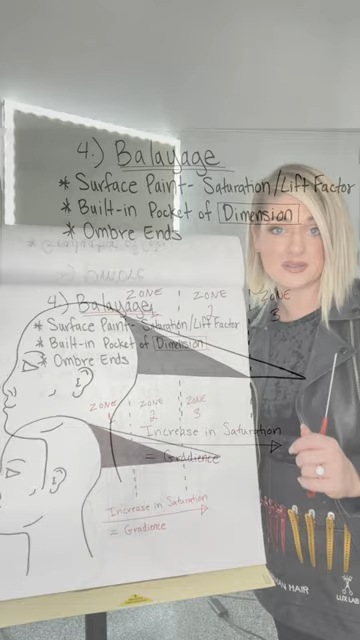 4.) Balayage
* Surface Paint- Saturation/Lift Factor
* Built-in Pocket of Dimension
* Ombre Ends
ZONE
ZONE
2
ZONE
3
4.) Balayage
* Surface Paint- Saturation/Lift Factor
* Built-in Pocket of Dimension
* Ombre Ends
ZONE
ZONE
2
ZONE
3
Increase in Saturation
= Gradience
Increase in Saturation
= Gradience
HAIR
LUX LAB